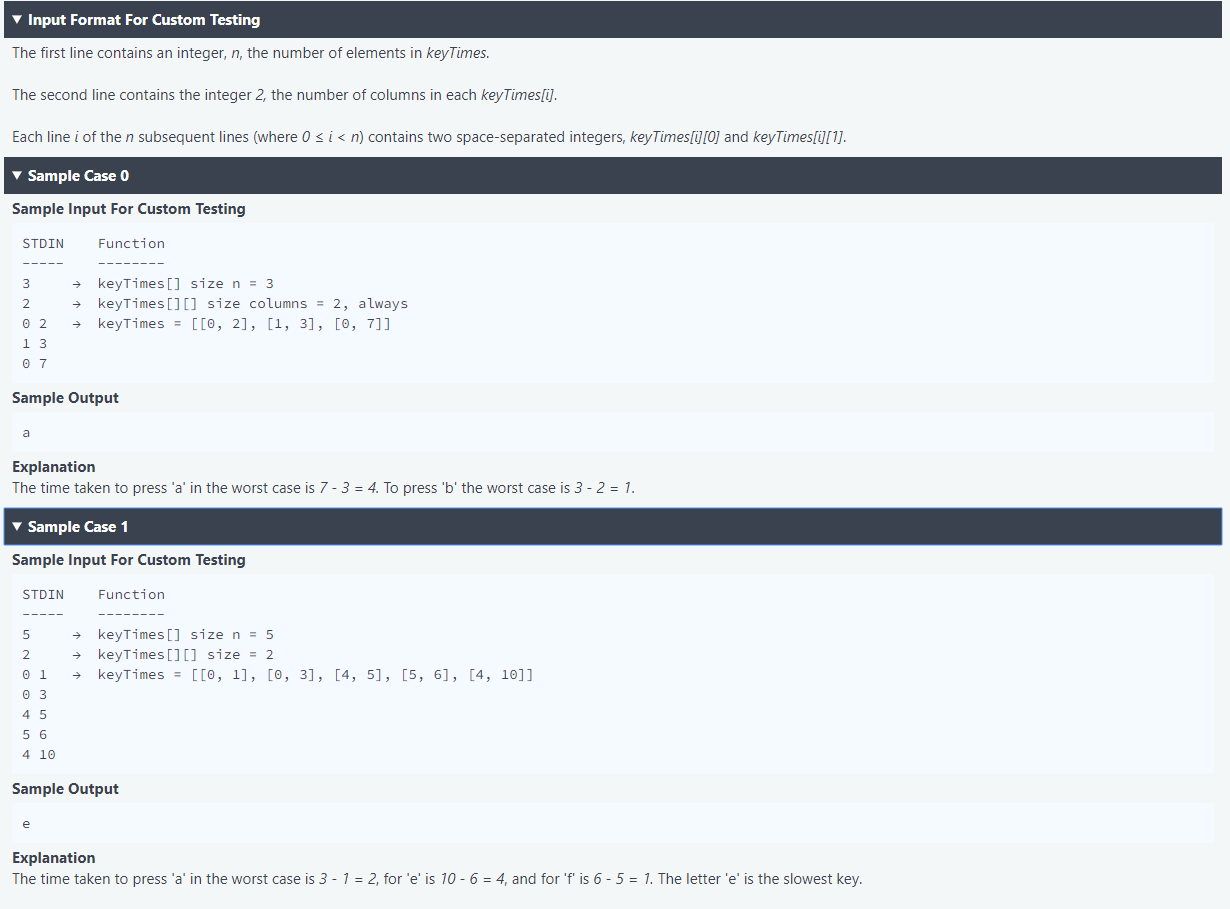 ▼ Input Format For Custom Testing
The first line contains an integer, n, the number of elements in keyTimes.
The second line contains the integer 2, the number of columns in each keyTimes[i].
Each line i of the n subsequent lines (where 0 ≤ i < n) contains two space-separated integers, keyTimes[i][0] and keyTimes[i][1].
▼ Sample Case 0
Sample Input For Custom Testing
STDIN    Function
-----    --------
3     →  keyTimes[] size n = 3
2     →  keyTimes[][] size columns = 2, always
0 2   →  keyTimes = [[0, 2], [1, 3], [0, 7]]
1 3
0 7
Sample Output
a
Explanation
The time taken to press 'a' in the worst case is 7 - 3 = 4. To press 'b' the worst case is 3 - 2 = 1.
▼ Sample Case 1
Sample Input For Custom Testing
STDIN    Function
-----    --------
5     →  keyTimes[] size n = 5
2     →  keyTimes[][] size = 2
0 1   →  keyTimes = [[0, 1], [0, 3], [4, 5], [5, 6], [4, 10]]
0 3
4 5
5 6
4 10
Sample Output
e
Explanation
The time taken to press 'a' in the worst case is 3 - 1 = 2, for 'e' is 10 - 6 = 4, and for 'f' is 6 - 5 = 1. The letter 'e' is the slowest key.